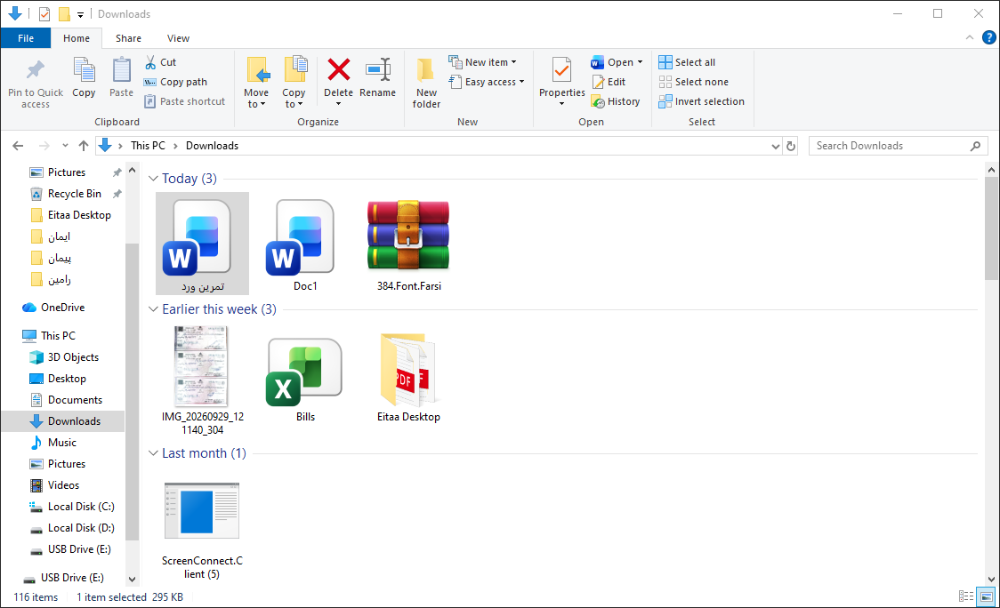 Downloads
File Home Share View
Pin to Quick access
Copy
Paste
Cut
Copy path
Paste shortcut
Clipboard
Move to
Copy to
Delete
Rename
Organize
New folder
New item
Easy access
New
Properties
Open
Edit
History
Open
Select all
Select none
Invert selection
Select
This PC > Downloads
Search Downloads
Pictures
Recycle Bin
Eitaa Desktop
ایمان
پیمان
رامین
OneDrive
This PC
3D Objects
Desktop
Documents
Downloads
Music
Pictures
Videos
Local Disk (C:)
Local Disk (D:)
USB Drive (E:)
USB Drive (E:)
Today (3)
W
تمرین ورد
W
Doc1
384.Font.Farsi
Earlier this week (3)
IMG_20260929_12
1140_304
X
Bills
PDF
PDF
Eitaa Desktop
Last month (1)
ScreenConnect.C
lient (5)
116 items 1 item selected 295 KB